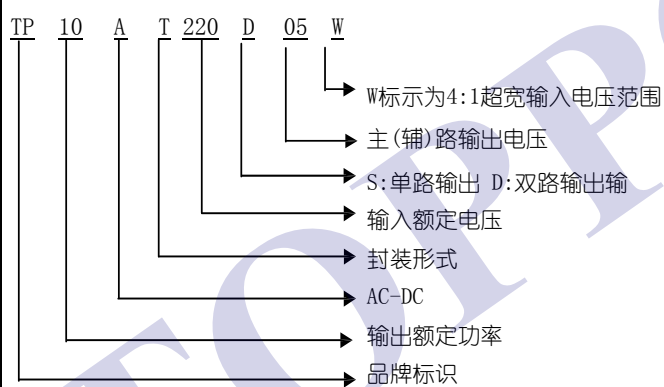 TP 10 A T 220 D 05 W
W标示为4:1超宽输入电压范围
主(辅)路输出电压
S:单路输出 D:双路输出输
输入额定电压
封装形式
AC-DC
输出额定功率
品牌标识
TOPPO